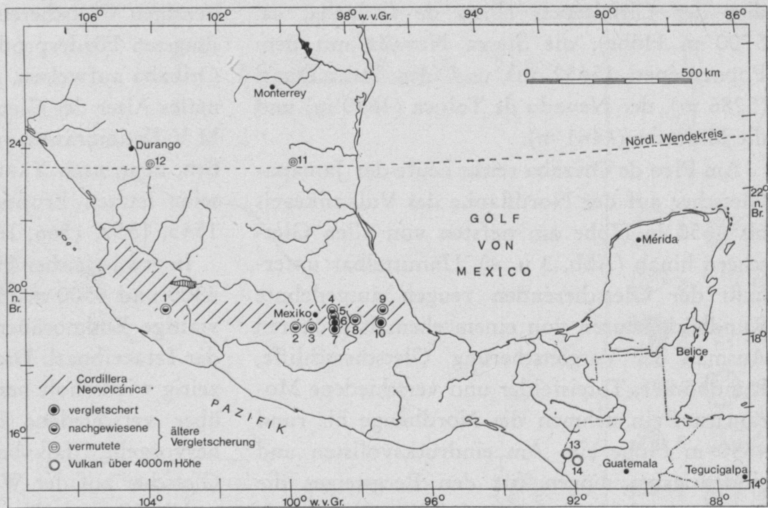 106° 104° 98° w. v. Gr. 90° 88° 86°
0 500 km
Monterrey
24°
Durango
12
11
Nördl. Wendekreis
22°
n. Br.
GOLF
VON
MEXICO
Mérida
20°
n. Br.
1
Mexiko
4
5
6
7
8
9
10
2
3
18°
Belice
Cordillera
Neovolcánica
PAZIFIK
vergletschert
nachgewiesene
vermutete
ältere
Vergletscherung
Vulkan über 4000 m Höhe
16°
13
14
Guatemala
Tegucigalpa
14°
104° 100° w. v. Gr. 96° 94° 92° 88°